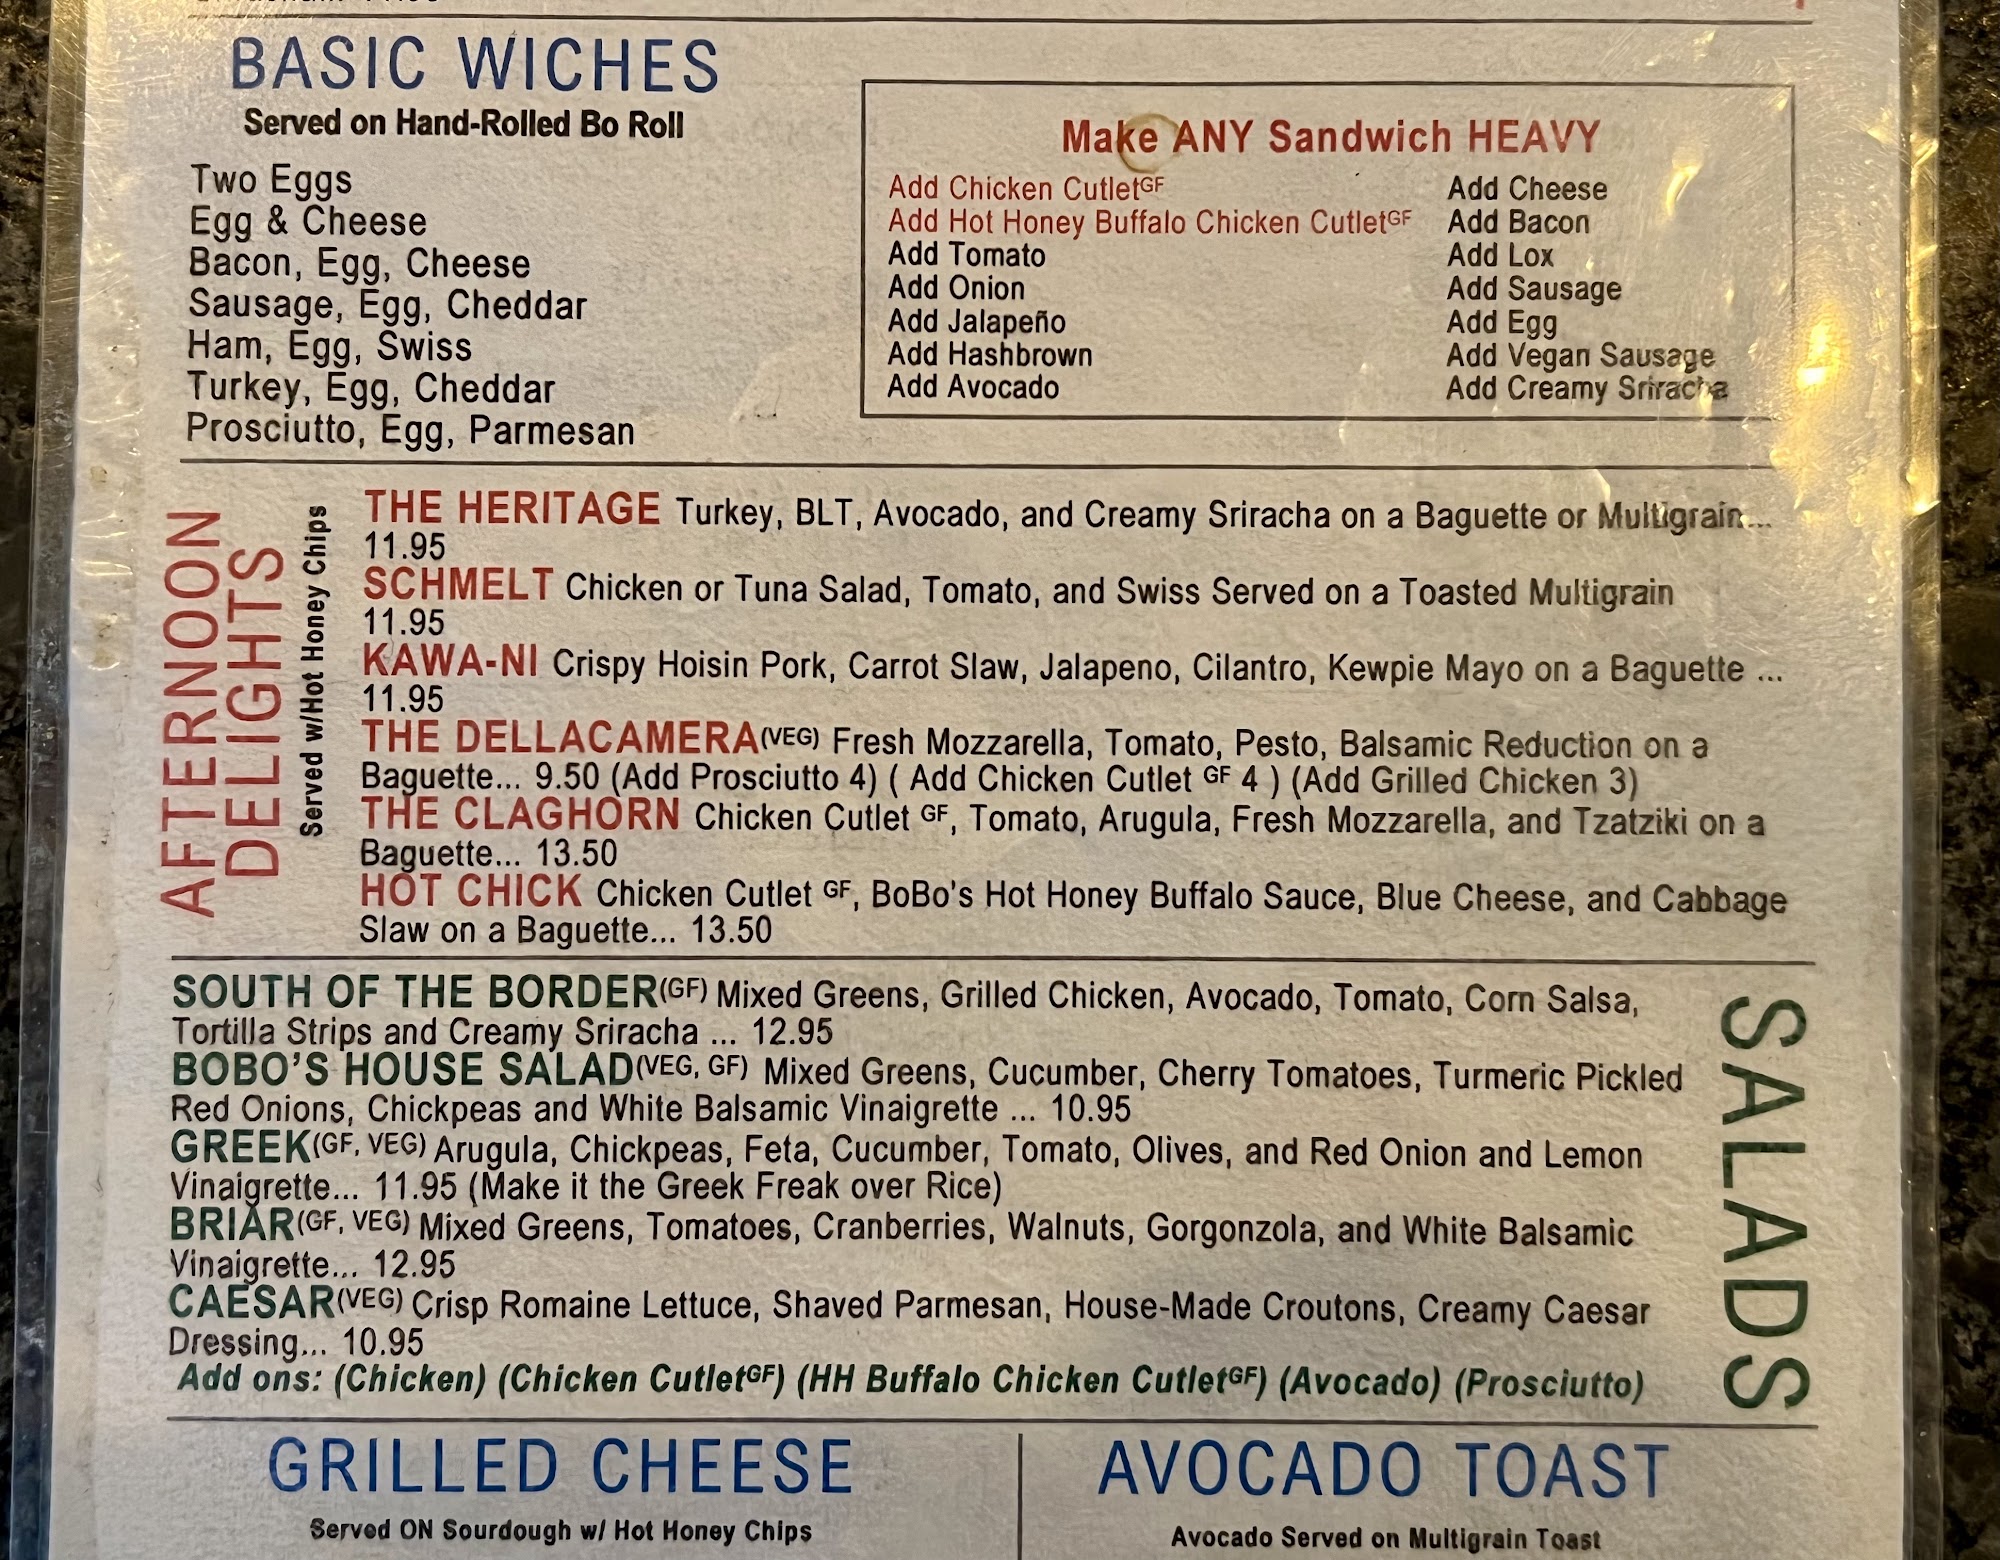 BASIC WICHES
Served on Hand-Rolled Bo Roll
Two Eggs
Egg & Cheese
Bacon, Egg, Cheese
Sausage, Egg, Cheddar
Ham, Egg, Swiss
Turkey, Egg, Cheddar
Prosciutto, Egg, Parmesan
Make ANY Sandwich HEAVY
Add Chicken CutletGF
Add Hot Honey Buffalo Chicken CutletGF
Add Tomato
Add Onion
Add Jalapeño
Add Hashbrown
Add Avocado
Add Cheese
Add Bacon
Add Lox
Add Sausage
Add Egg
Add Vegan Sausage
Add Creamy Sriracha
AFTERNOON
DELIGHTS
Served w/Hot Honey Chips
THE HERITAGE Turkey, BLT, Avocado, and Creamy Sriracha on a Baguette or Multigrain...
11.95
SCHMELT Chicken or Tuna Salad, Tomato, and Swiss Served on a Toasted Multigrain
11.95
KAWA-NI Crispy Hoisin Pork, Carrot Slaw, Jalapeno, Cilantro, Kewpie Mayo on a Baguette ...
11.95
THE DELLACAMERA(VEG) Fresh Mozzarella, Tomato, Pesto, Balsamic Reduction on a
Baguette... 9.50 (Add Prosciutto 4) ( Add Chicken Cutlet GF 4 ) (Add Grilled Chicken 3)
THE CLAGHORN Chicken Cutlet GF, Tomato, Arugula, Fresh Mozzarella, and Tzatziki on a
Baguette... 13.50
HOT CHICK Chicken Cutlet GF, BoBo's Hot Honey Buffalo Sauce, Blue Cheese, and Cabbage
Slaw on a Baguette... 13.50
SALADS
SOUTH OF THE BORDER(GF) Mixed Greens, Grilled Chicken, Avocado, Tomato, Corn Salsa,
Tortilla Strips and Creamy Sriracha ... 12.95
BOBO'S HOUSE SALAD(VEG, GF) Mixed Greens, Cucumber, Cherry Tomatoes, Turmeric Pickled
Red Onions, Chickpeas and White Balsamic Vinaigrette ... 10.95
GREEK(GF, VEG) Arugula, Chickpeas, Feta, Cucumber, Tomato, Olives, and Red Onion and Lemon
Vinaigrette... 11.95 (Make it the Greek Freak over Rice)
BRIAR(GF, VEG) Mixed Greens, Tomatoes, Cranberries, Walnuts, Gorgonzola, and White Balsamic
Vinaigrette... 12.95
CAESAR(VEG) Crisp Romaine Lettuce, Shaved Parmesan, House-Made Croutons, Creamy Caesar
Dressing... 10.95
Add ons: (Chicken) (Chicken CutletGF) (HH Buffalo Chicken CutletGF) (Avocado) (Prosciutto)
GRILLED CHEESE
Served ON Sourdough w/ Hot Honey Chips
AVOCADO TOAST
Avocado Served on Multigrain Toast